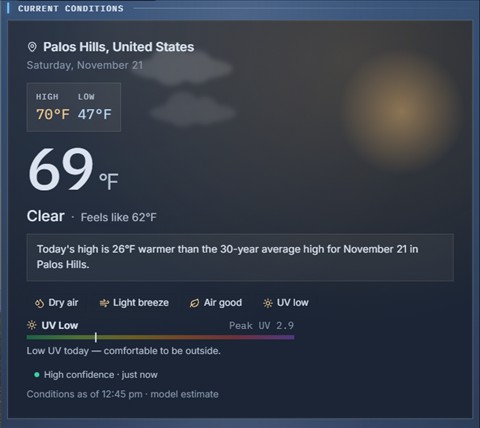 CURRENT CONDITIONS
Palos Hills, United States
Saturday, November 21
HIGH LOW
70°F 47°F
69 °F
Clear · Feels like 62°F
Today's high is 26°F warmer than the 30-year average high for November 21 in
Palos Hills.
Dry air Light breeze Air good UV low
UV Low Peak UV 2.9
Low UV today — comfortable to be outside.
High confidence · just now
Conditions as of 12:45 pm · model estimate